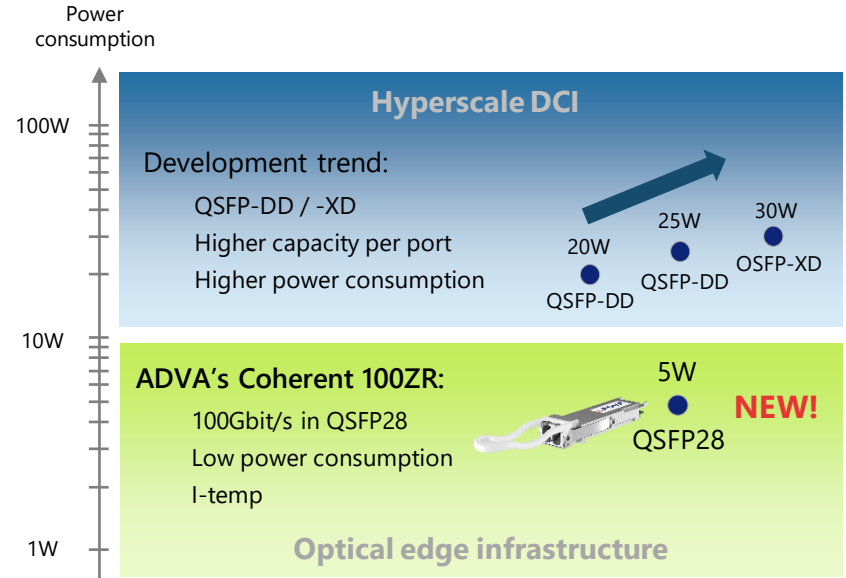 Power
consumption
Hyperscale DCI
100W
Development trend:
QSFP-DD / -XD
Higher capacity per port
Higher power consumption
20W
QSFP-DD
25W
QSFP-DD
30W
OSFP-XD
10W
ADVA's Coherent 100ZR:
100Gbit/s in QSFP28
Low power consumption
I-temp
5W
QSFP28
NEW!
1W
Optical edge infrastructure